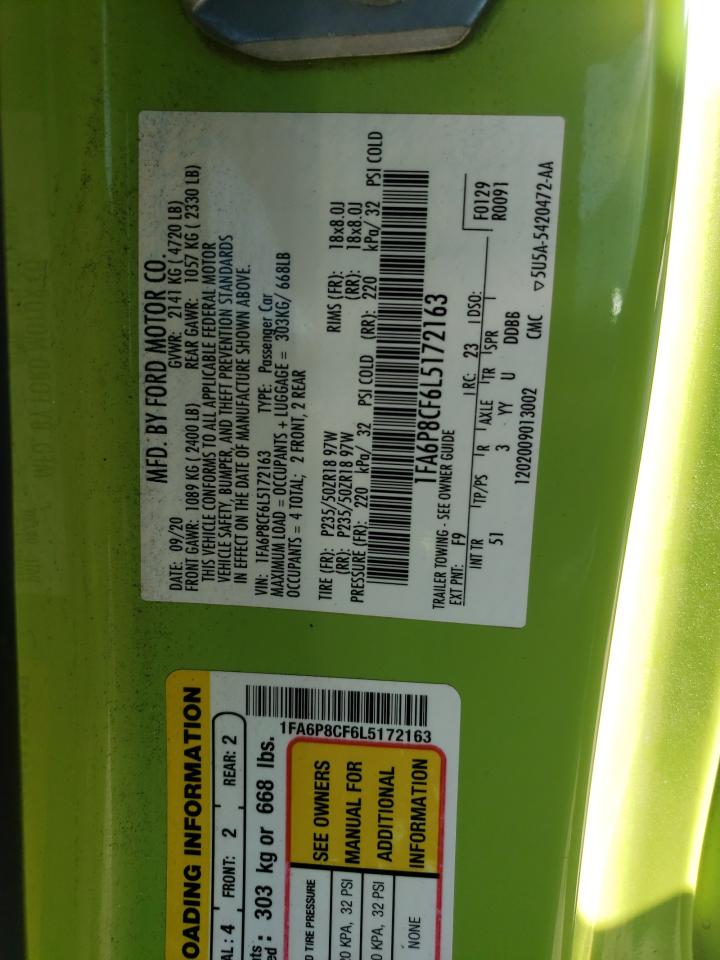 MFD. BY FORD MOTOR CO.
DATE: 09/20 GVWR: 2141 KG ( 4720 LB)
FRONT GAWR: 1089 KG ( 2400 LB) REAR GAWR: 1057 KG ( 2330 LB)
THIS VEHICLE CONFORMS TO ALL APPLICABLE FEDERAL MOTOR
VEHICLE SAFETY, BUMPER, AND THEFT PREVENTION STANDARDS
IN EFFECT ON THE DATE OF MANUFACTURE SHOWN ABOVE.
VIN: 1FA6P8CF6L5172163 TYPE: Passenger Car
MAXIMUM LOAD = OCCUPANTS + LUGGAGE = 303KG/ 668LB
OCCUPANTS = 4 TOTAL; 2 FRONT, 2 REAR
TIRE (FR): P235/50ZR18 97W RIMS (FR): 18x8.0J
(RR): P235/50ZR18 97W (RR): 18x8.0J
PRESSURE (FR): 220 kPa/ 32 PSI COLD (RR): 220 kPa/ 32 PSI COLD
1FA6P8CF6L5172163
TRAILER TOWING - SEE OWNER GUIDE
EXT PNT: F9 RC: 23 DSO: F0129
R0091
INT TR TP/PS R AXLE TR SPR
51 3 YY U DDBB
1202009013002 CMC ▽5U5A-5420472-AA
OADING INFORMATION
AL: 4 FRONT: 2 REAR: 2
nts :
ed : 303 kg or 668 lbs.
1FA6P8CF6L5172163
D TIRE PRESSURE
20 KPA, 32 PSI
0 KPA, 32 PSI
NONE
SEE OWNERS
MANUAL FOR
ADDITIONAL
INFORMATION